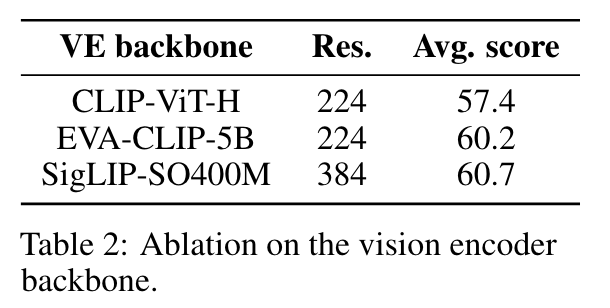 VE backbone Res. Avg. score
CLIP-ViT-H 224 57.4
EVA-CLIP-5B 224 60.2
SigLIP-SO400M 384 60.7
Table 2: Ablation on the vision encoder
backbone.